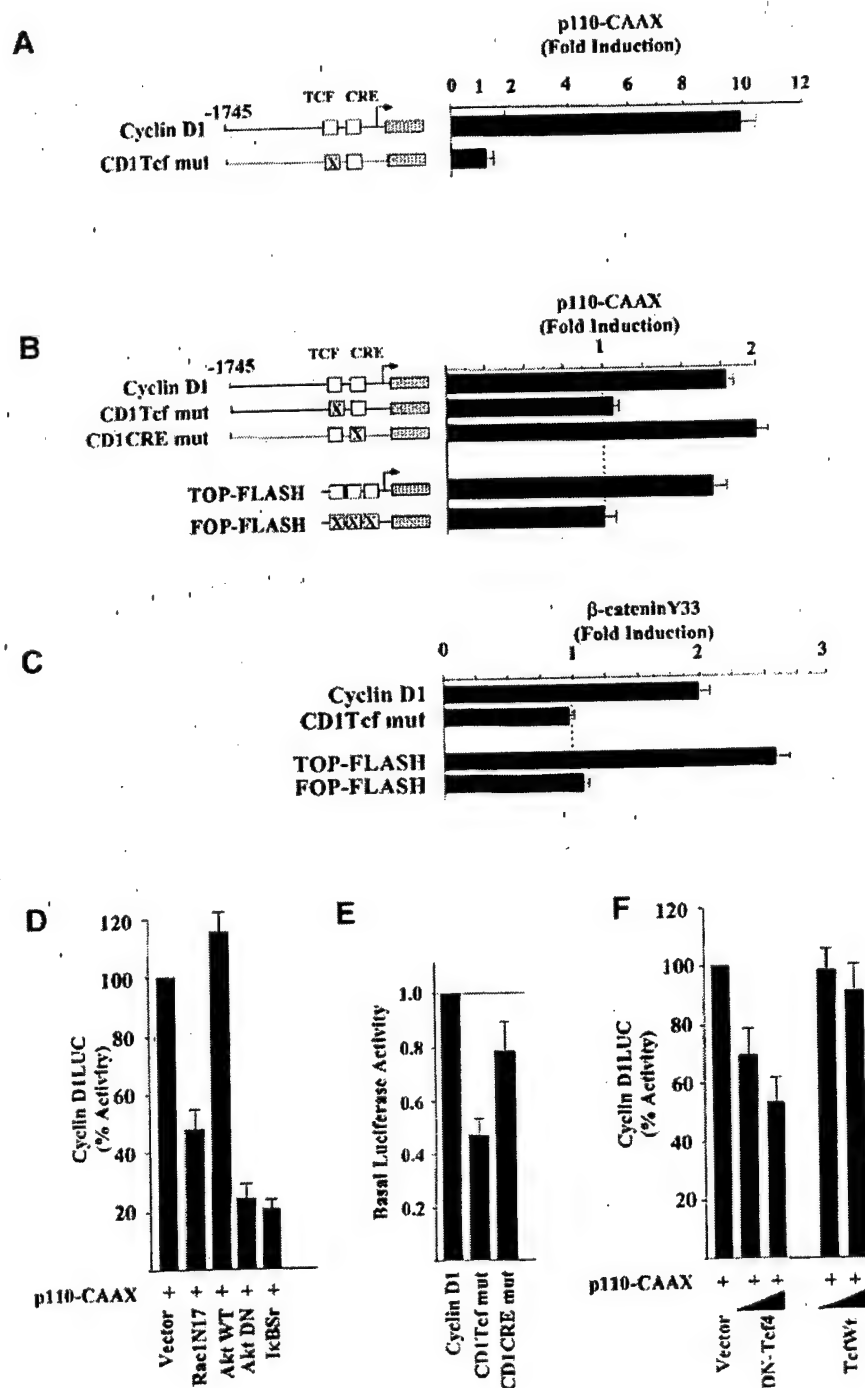 A
p110-CAAX
(Fold Induction)
0 1 2 4 6 8 10 12
TCF CRE
-1745
Cyclin D1
CD1Tcf mut
X
B
p110-CAAX
(Fold Induction)
1 2
TCF CRE
-1745
Cyclin D1
CD1Tcf mut
X
CD1CRE mut
X
TOP-FLASH
FOP-FLASH
XXX
C
β-cateninY33
(Fold Induction)
0 1 2 3
Cyclin D1
CD1Tcf mut
TOP-FLASH
FOP-FLASH
D
Cyclin D1LUC
(% Activity)
120
100
80
60
40
20
p110-CAAX + + + + +
Vector
Rac1N17
Akt WT
Akt DN
IκBSr
E
Basal Luciferase Activity
1.0
0.8
0.6
0.4
0.2
Cyclin D1
CD1Tcf mut
CD1CRE mut
F
Cyclin D1LUC
(% Activity)
120
100
80
60
40
20
p110-CAAX + + + + +
Vector
DN-Tcf4
TcfWt